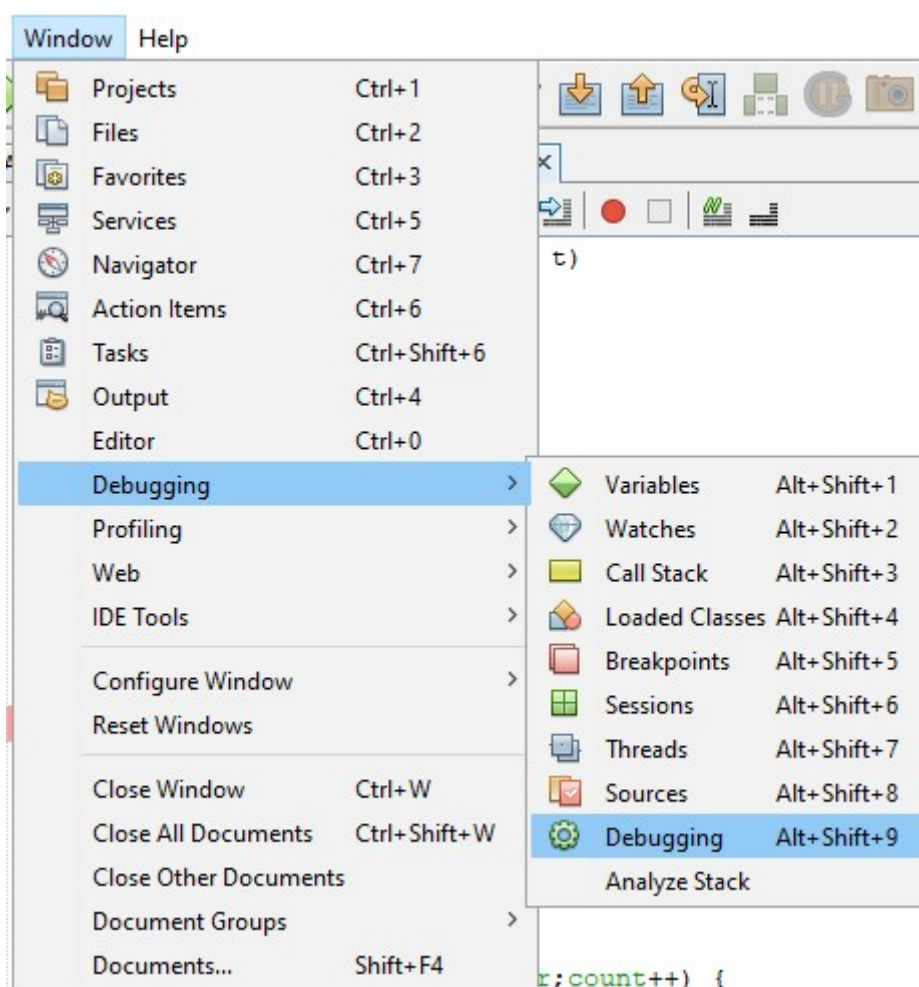 Window Help
Projects Ctrl+1
Files Ctrl+2
Favorites Ctrl+3
Services Ctrl+5
Navigator Ctrl+7
t)
Action Items Ctrl+6
Tasks Ctrl+Shift+6
Output Ctrl+4
Editor Ctrl+0
Debugging
Profiling
Web
IDE Tools
Configure Window
Reset Windows
Close Window Ctrl+W
Close All Documents Ctrl+Shift+W
Close Other Documents
Document Groups
Documents... Shift+F4
Variables Alt+Shift+1
Watches Alt+Shift+2
Call Stack Alt+Shift+3
Loaded Classes Alt+Shift+4
Breakpoints Alt+Shift+5
Sessions Alt+Shift+6
Threads Alt+Shift+7
Sources Alt+Shift+8
Debugging Alt+Shift+9
Analyze Stack
r;count++) {